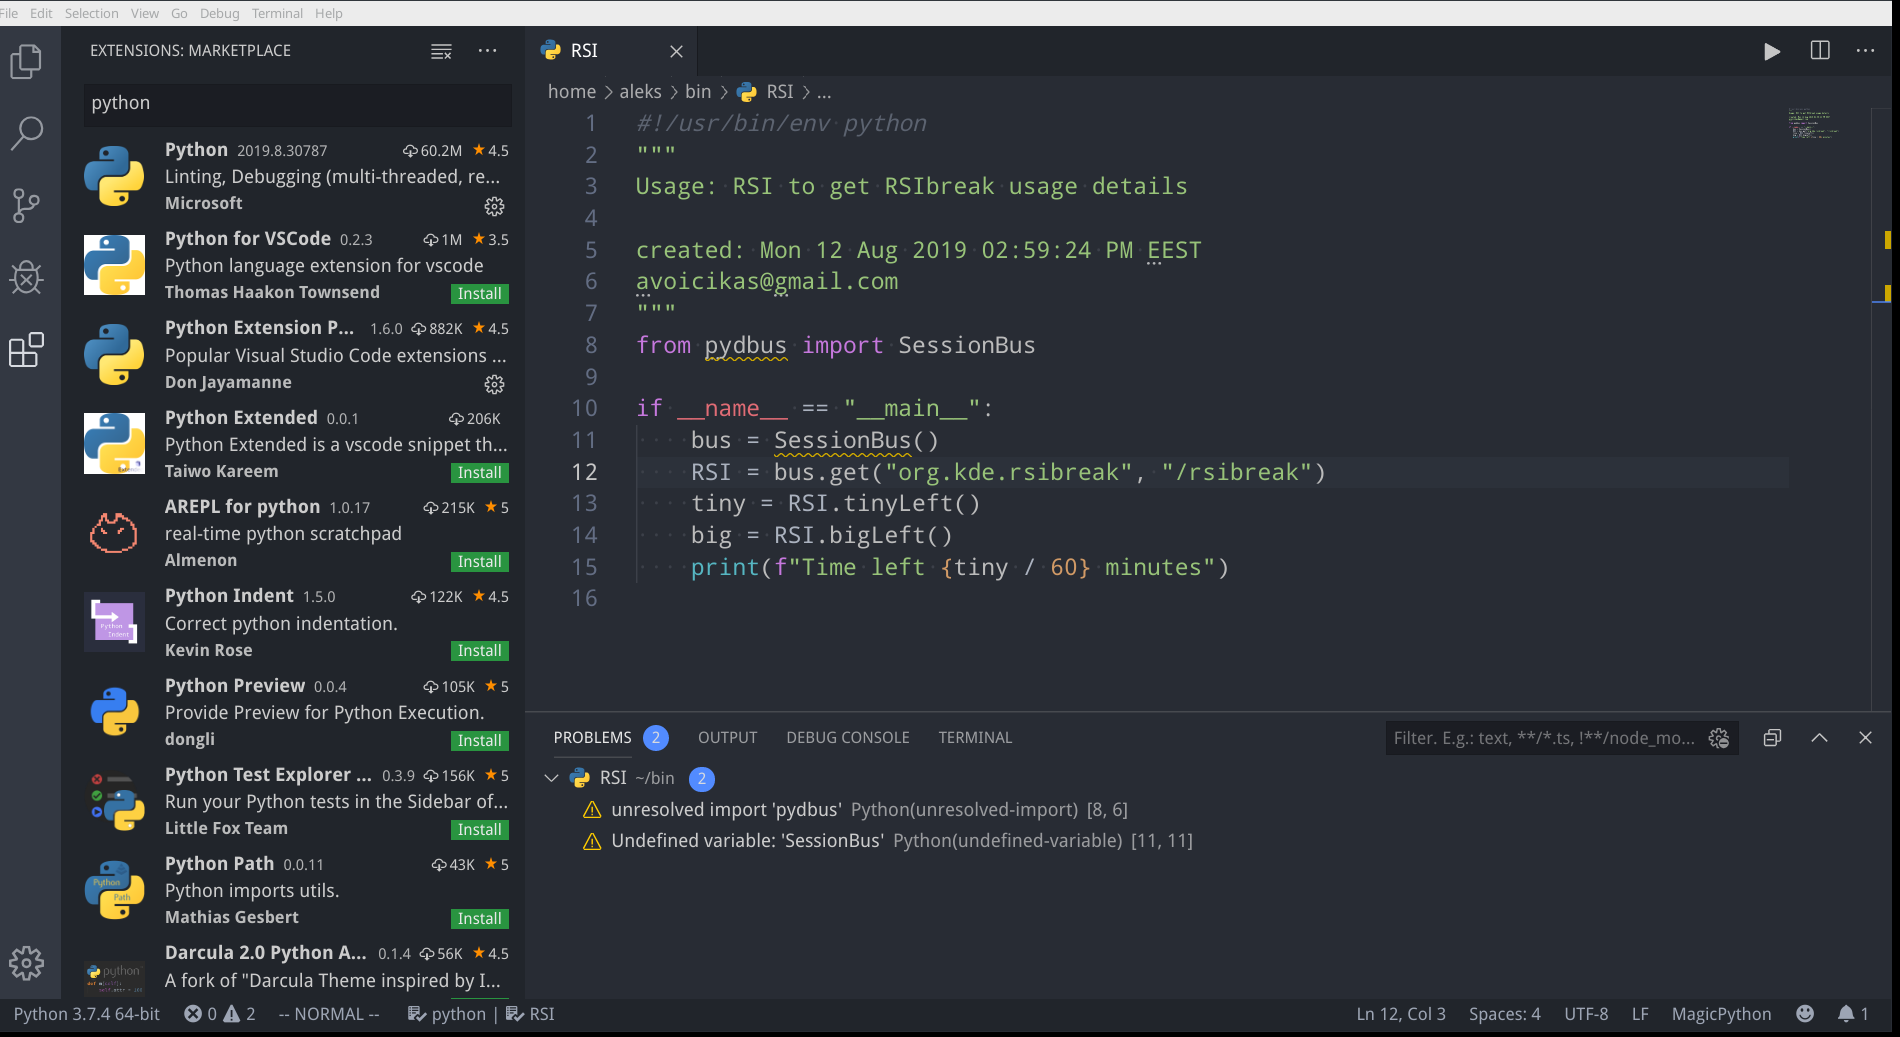 File Edit Selection View Go Debug Terminal Help
EXTENSIONS: MARKETPLACE
python
Python 2019.8.30787 60.2M ★ 4.5
Linting, Debugging (multi-threaded, re...
Microsoft
Python for VSCode 0.2.3 1M ★ 3.5
Python language extension for vscode
Thomas Haakon Townsend Install
Python Extension P... 1.6.0 882K ★ 4.5
Popular Visual Studio Code extensions ...
Don Jayamanne
Python Extended 0.0.1 206K
Python Extended is a vscode snippet th...
Taiwo Kareem Install
AREPL for python 1.0.17 215K ★ 5
real-time python scratchpad
Almenon Install
Python Indent 1.5.0 122K ★ 4.5
Correct python indentation.
Kevin Rose Install
Python
Indent
Python Preview 0.0.4 105K ★ 5
Provide Preview for Python Execution.
dongli Install
Python Test Explorer ... 0.3.9 156K ★ 5
Run your Python tests in the Sidebar of...
Little Fox Team Install
Python Path 0.0.11 43K ★ 5
Python imports utils.
Mathias Gesbert Install
Python
Path
Darcula 2.0 Python A... 0.1.4 56K ★ 4.5
A fork of "Darcula Theme inspired by I...
python
RSI
home > aleks > bin > RSI > ...
1 #!/usr/bin/env python
2 """
3 Usage: RSI to get RSIbreak usage details
4
5 created: Mon 12 Aug 2019 02:59:24 PM EEST
6 avoicikas@gmail.com
7 """
8 from pydbus import SessionBus
9
10 if __name__ == "__main__":
11 bus = SessionBus()
12 RSI = bus.get("org.kde.rsibreak", "/rsibreak")
13 tiny = RSI.tinyLeft()
14 big = RSI.bigLeft()
15 print(f"Time left {tiny / 60} minutes")
16
PROBLEMS 2 OUTPUT DEBUG CONSOLE TERMINAL Filter. E.g.: text, **/*.ts, !**/node_mo...
RSI ~/bin 2
unresolved import 'pydbus' Python(unresolved-import) [8, 6]
Undefined variable: 'SessionBus' Python(undefined-variable) [11, 11]
Python 3.7.4 64-bit 0 2 -- NORMAL -- python | RSI Ln 12, Col 3 Spaces: 4 UTF-8 LF MagicPython 1